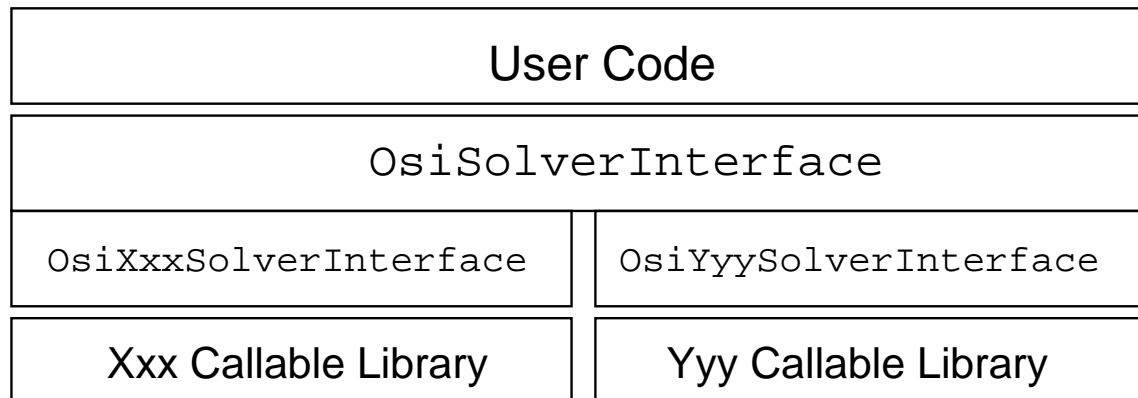 User Code
OsiSolverInterface
OsiXxxSolverInterface
OsiYyySolverInterface
Xxx Callable Library
Yyy Callable Library